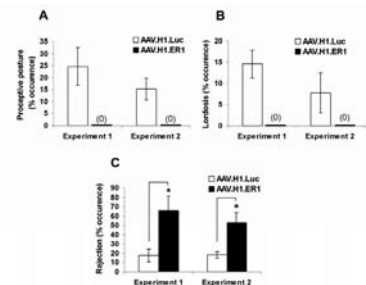 A
AAV.H1.Luc
AAV.H1.ER1
Proceptive posture
(% occurence)
35
30
25
20
15
10
5
0
(0)
(0)
Experiment 1
Experiment 2
B
AAV.H1.Luc
AAV.H1.ER1
Lordosis (% occurence)
20
15
10
5
0
(0)
(0)
Experiment 1
Experiment 2
C
AAV.H1.Luc
AAV.H1.ER1
Rejection (% occurence)
90
80
70
60
50
40
30
20
10
0
*
*
Experiment 1
Experiment 2